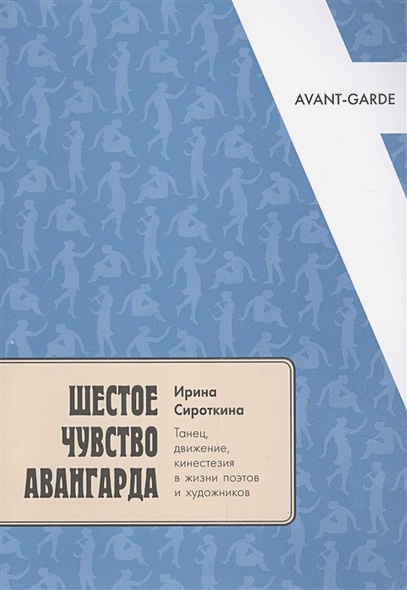 AVANT-GARDE
ШЕСТОЕ
ЧУВСТВО
АВАНГАРДА
Ирина
Сироткина
Танец,
движение,
кинестезия
в жизни поэтов
и художников